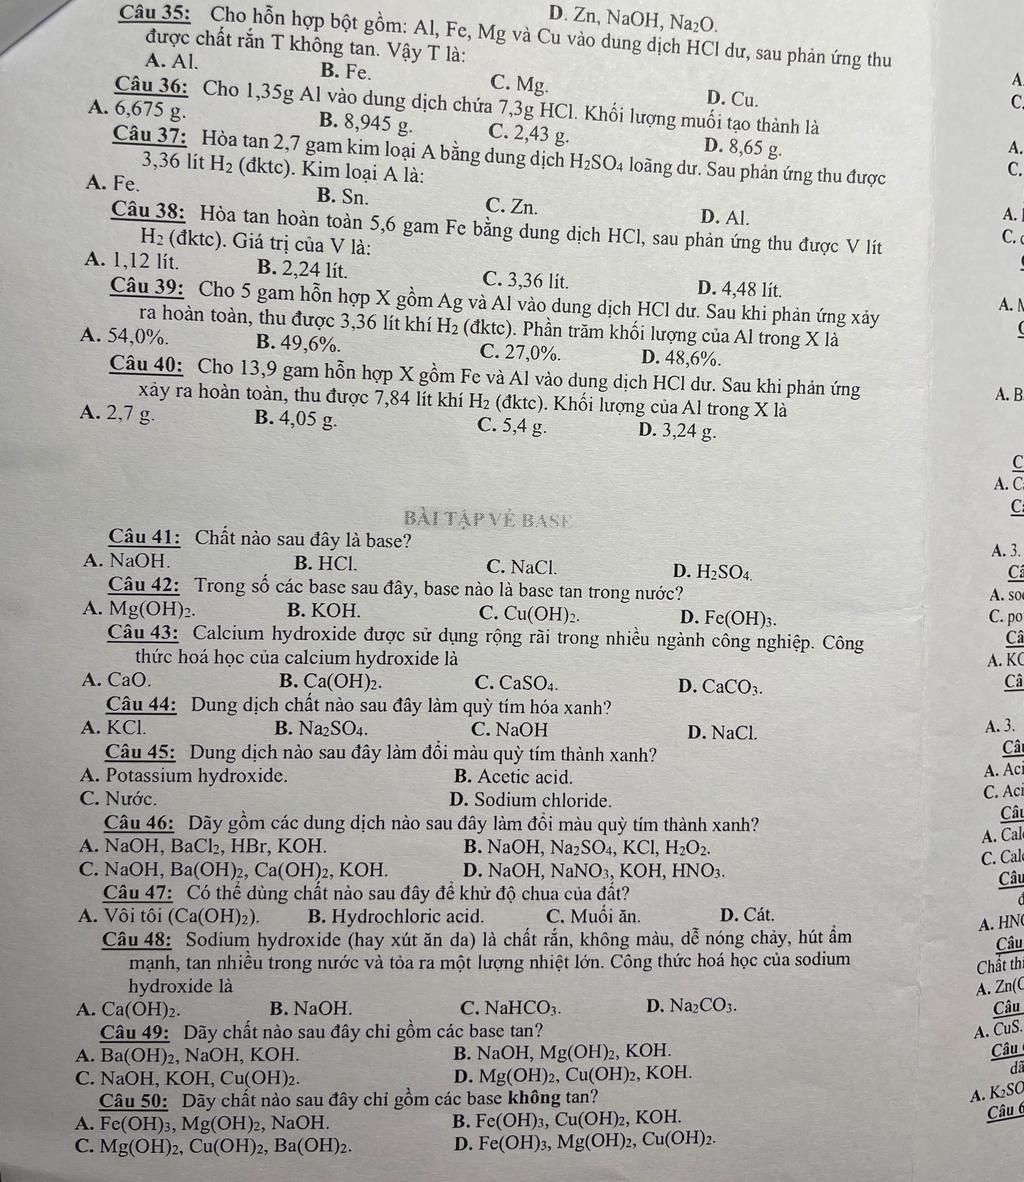 D. Zn, NaOH, Na₂O.
Câu 35: Cho hỗn hợp bột gồm: Al, Fe, Mg và Cu vào dung dịch HCl dư, sau phản ứng thu
được chất rắn T không tan. Vậy T là:
A. Al. B. Fe. C. Mg. D. Cu.
Câu 36: Cho 1,35g Al vào dung dịch chứa 7,3g HCl. Khối lượng muối tạo thành là
A. 6,675 g. B. 8,945 g. C. 2,43 g. D. 8,65 g.
Câu 37: Hòa tan 2,7 gam kim loại A bằng dung dịch H₂SO₄ loãng dư. Sau phản ứng thu được
3,36 lít H₂ (đktc). Kim loại A là:
A. Fe. B. Sn. C. Zn. D. Al.
Câu 38: Hòa tan hoàn toàn 5,6 gam Fe bằng dung dịch HCl, sau phản ứng thu được V lít
H₂ (đktc). Giá trị của V là:
A. 1,12 lít. B. 2,24 lít. C. 3,36 lít. D. 4,48 lít.
Câu 39: Cho 5 gam hỗn hợp X gồm Ag và Al vào dung dịch HCl dư. Sau khi phản ứng xảy
ra hoàn toàn, thu được 3,36 lít khí H₂ (đktc). Phần trăm khối lượng của Al trong X là
A. 54,0%. B. 49,6%. C. 27,0%. D. 48,6%.
Câu 40: Cho 13,9 gam hỗn hợp X gồm Fe và Al vào dung dịch HCl dư. Sau khi phản ứng
xảy ra hoàn toàn, thu được 7,84 lít khí H₂ (đktc). Khối lượng của Al trong X là
A. 2,7 g. B. 4,05 g. C. 5,4 g. D. 3,24 g.
BÀI TẬP VỀ BASE
Câu 41: Chất nào sau đây là base?
A. NaOH. B. HCl. C. NaCl. D. H₂SO₄.
Câu 42: Trong số các base sau đây, base nào là base tan trong nước?
A. Mg(OH)₂. B. KOH. C. Cu(OH)₂. D. Fe(OH)₃.
Câu 43: Calcium hydroxide được sử dụng rộng rãi trong nhiều ngành công nghiệp. Công
thức hoá học của calcium hydroxide là
A. CaO. B. Ca(OH)₂. C. CaSO₄. D. CaCO₃.
Câu 44: Dung dịch chất nào sau đây làm quỳ tím hóa xanh?
A. KCl. B. Na₂SO₄. C. NaOH D. NaCl.
Câu 45: Dung dịch nào sau đây làm đổi màu quỳ tím thành xanh?
A. Potassium hydroxide. B. Acetic acid.
C. Nước. D. Sodium chloride.
Câu 46: Dãy gồm các dung dịch nào sau đây làm đổi màu quỳ tím thành xanh?
A. NaOH, BaCl₂, HBr, KOH. B. NaOH, Na₂SO₄, KCl, H₂O₂.
C. NaOH, Ba(OH)₂, Ca(OH)₂, KOH. D. NaOH, NaNO₃, KOH, HNO₃.
Câu 47: Có thể dùng chất nào sau đây để khử độ chua của đất?
A. Vôi tôi (Ca(OH)₂). B. Hydrochloric acid. C. Muối ăn. D. Cát.
Câu 48: Sodium hydroxide (hay xút ăn da) là chất rắn, không màu, dễ nóng chảy, hút ẩm
mạnh, tan nhiều trong nước và tỏa ra một lượng nhiệt lớn. Công thức hoá học của sodium
hydroxide là
A. Ca(OH)₂. B. NaOH. C. NaHCO₃. D. Na₂CO₃.
Câu 49: Dãy chất nào sau đây chỉ gồm các base tan?
A. Ba(OH)₂, NaOH, KOH. B. NaOH, Mg(OH)₂, KOH.
C. NaOH, KOH, Cu(OH)₂. D. Mg(OH)₂, Cu(OH)₂, KOH.
Câu 50: Dãy chất nào sau đây chỉ gồm các base không tan?
A. Fe(OH)₃, Mg(OH)₂, NaOH. B. Fe(OH)₃, Cu(OH)₂, KOH.
C. Mg(OH)₂, Cu(OH)₂, Ba(OH)₂. D. Fe(OH)₃, Mg(OH)₂, Cu(OH)₂.